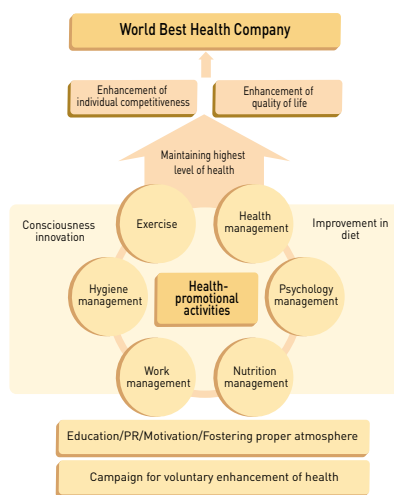 World Best Health Company
Enhancement of
individual competitiveness
Enhancement of
quality of life
Maintaining highest
level of health
Consciousness
innovation
Exercise
Health
management
Improvement in
diet
Hygiene
management
Health-
promotional
activities
Psychology
management
Work
management
Nutrition
management
Education/PR/Motivation/Fostering proper atmosphere
Campaign for voluntary enhancement of health